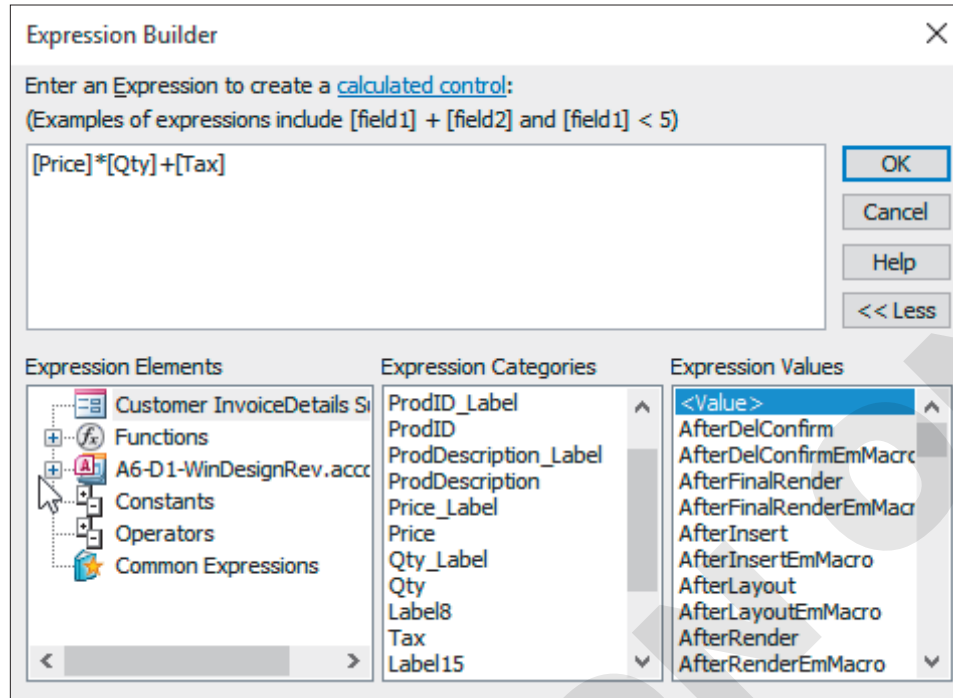 Expression Builder
Enter an Expression to create a calculated control:
(Examples of expressions include [field1] + [field2] and [field1] < 5)
[Price]*[Qty]+[Tax]
OK
Cancel
Help
<< Less
Expression Elements
Customer InvoiceDetails
Functions
A6-D1-WinDesignRev.acco
Constants
Operators
Common Expressions
Expression Categories
ProdID_Label
ProdID
ProdDescription_Label
ProdDescription
Price_Label
Price
Qty_Label
Qty
Label8
Tax
Label15
Expression Values
<Value>
AfterDelConfirm
AfterDelConfirmEmMacro
AfterFinalRender
AfterFinalRenderEmMacr
AfterInsert
AfterInsertEmMacro
AfterLayout
AfterLayoutEmMacro
AfterRender
AfterRenderEmMacro